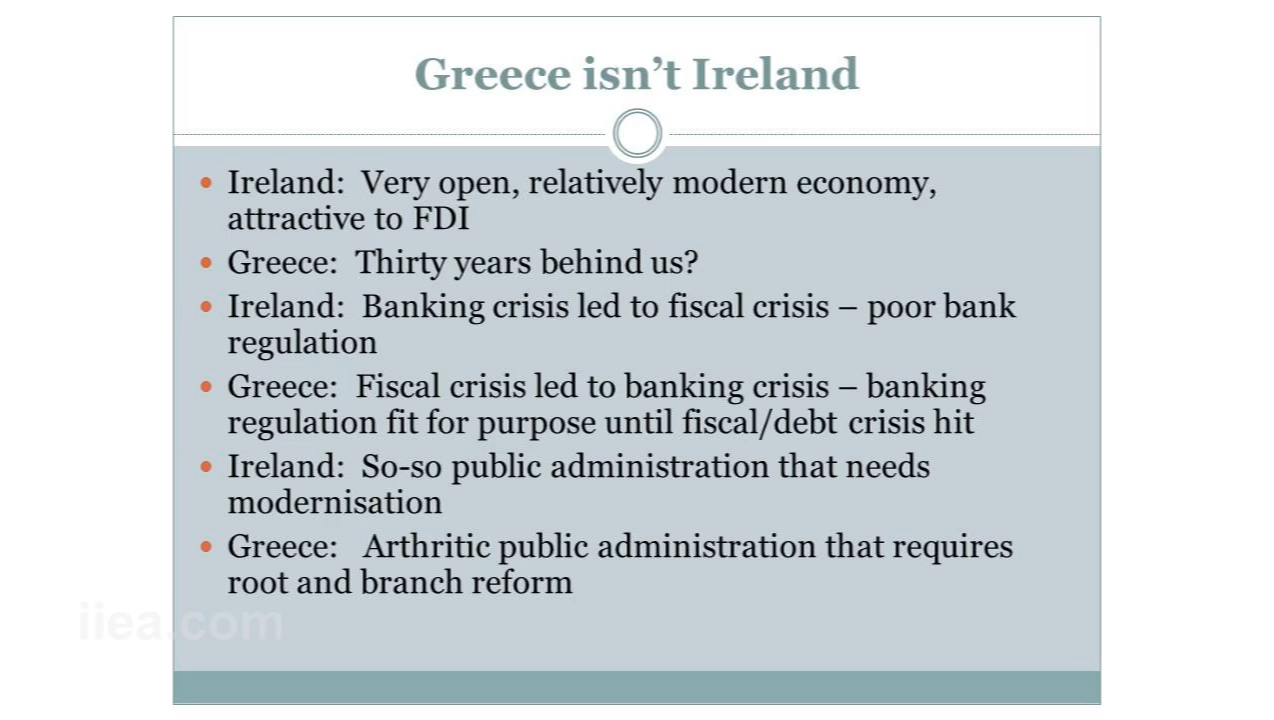 Greece isn’t Ireland
• Ireland:  Very open, relatively modern economy,
attractive to FDI
• Greece:  Thirty years behind us?
• Ireland:  Banking crisis led to fiscal crisis – poor bank
regulation
• Greece:  Fiscal crisis led to banking crisis – banking
regulation fit for purpose until fiscal/debt crisis hit
• Ireland:  So-so public administration that needs
modernisation
• Greece:   Arthritic public administration that requires
root and branch reform
iiea.com